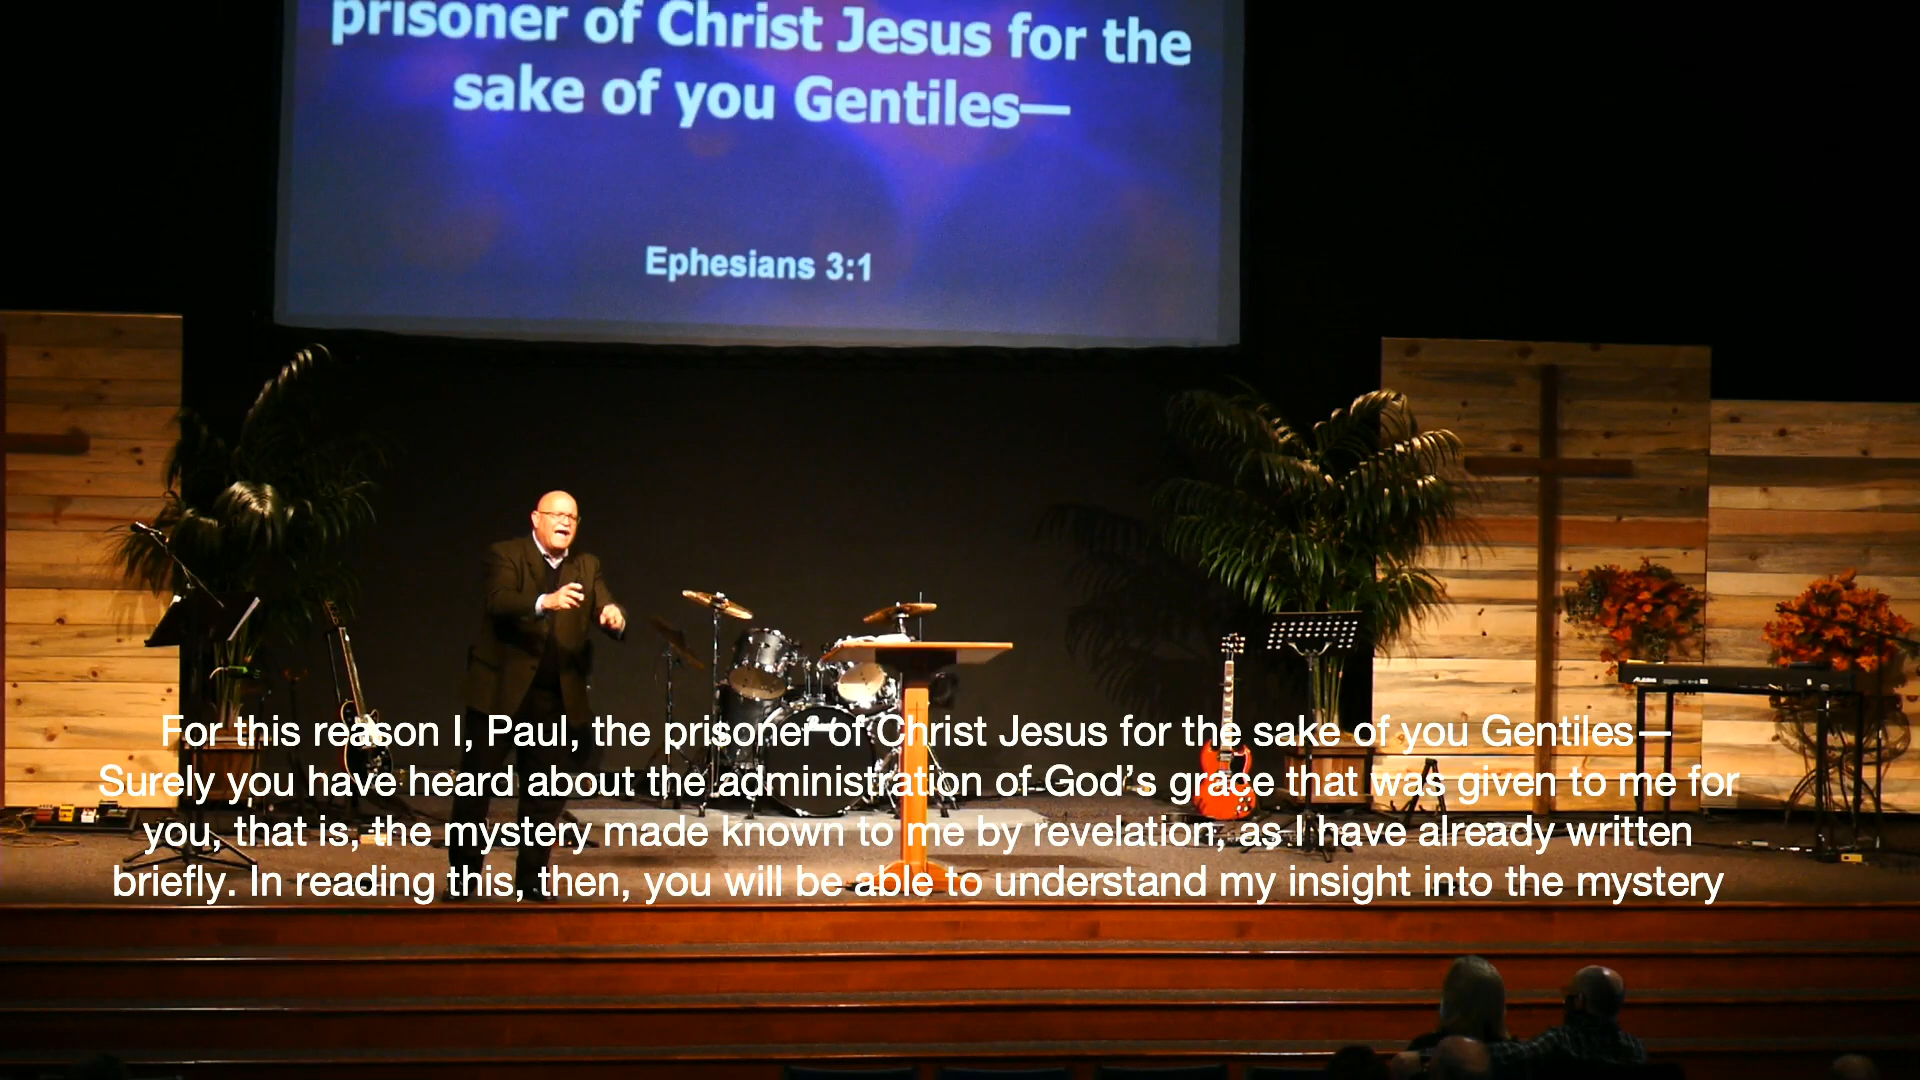 prisoner of Christ Jesus for the
sake of you Gentiles—
Ephesians 3:1
ALESIS
For this reason I, Paul, the prisoner of Christ Jesus for the sake of you Gentiles—
Surely you have heard about the administration of God’s grace that was given to me for
you, that is, the mystery made known to me by revelation, as I have already written
briefly. In reading this, then, you will be able to understand my insight into the mystery